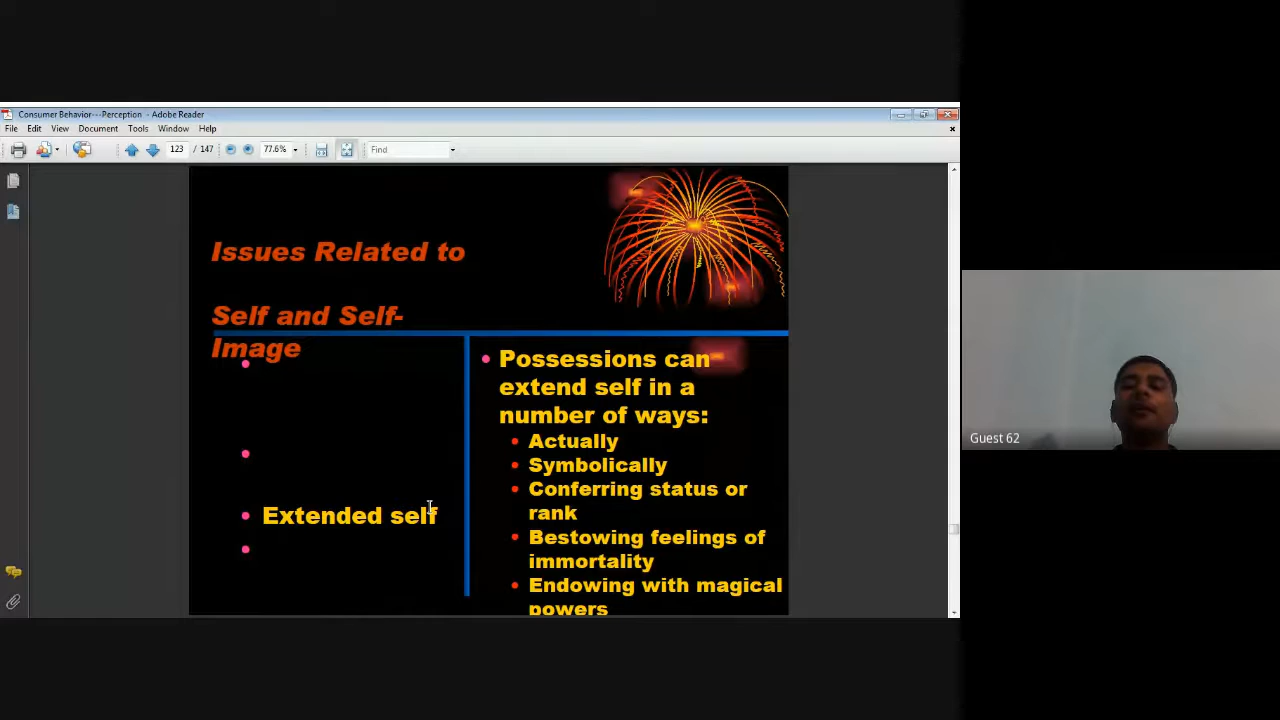 Consumer Behavior---Perception - Adobe Reader
File Edit View Document Tools Window Help
123 / 147 77.6% Find
Issues Related to
Self and Self-
Image
• Extended self
• Possessions can
extend self in a
number of ways:
• Actually
• Symbolically
• Conferring status or
rank
• Bestowing feelings of
immortality
• Endowing with magical
powers
Guest 62